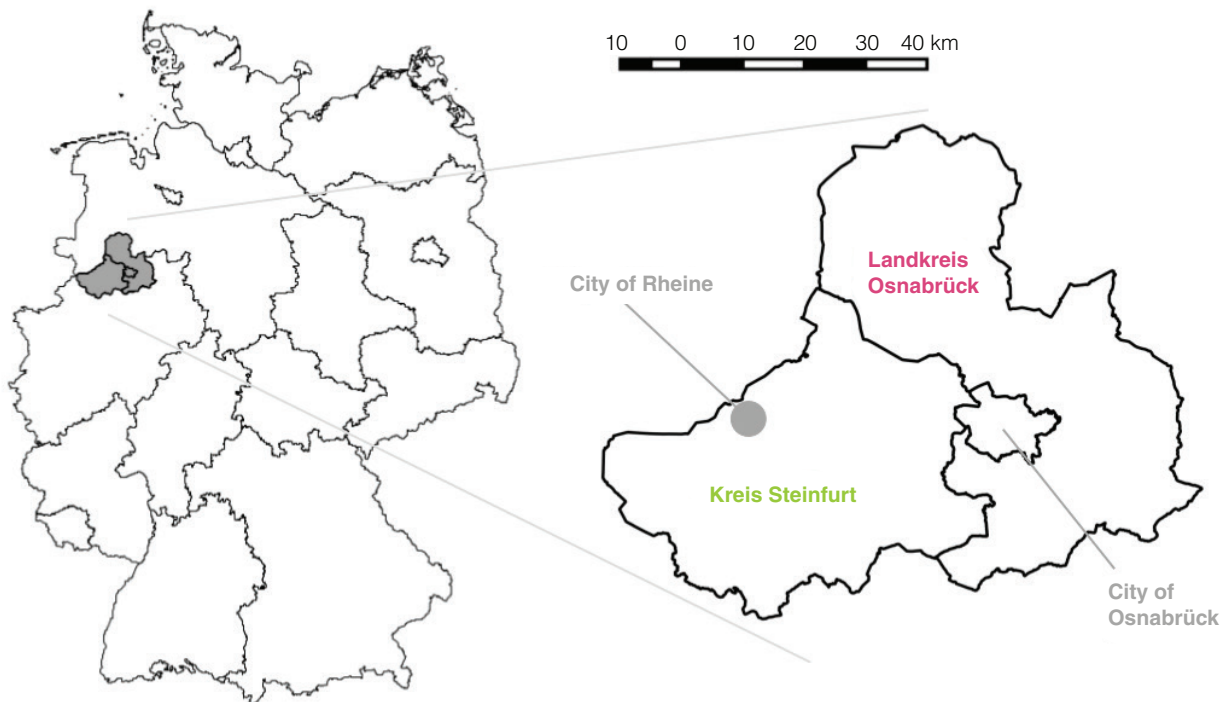 10 0 10 20 30 40 km
Landkreis
Osnabrück
City of Rheine
Kreis Steinfurt
City of
Osnabrück